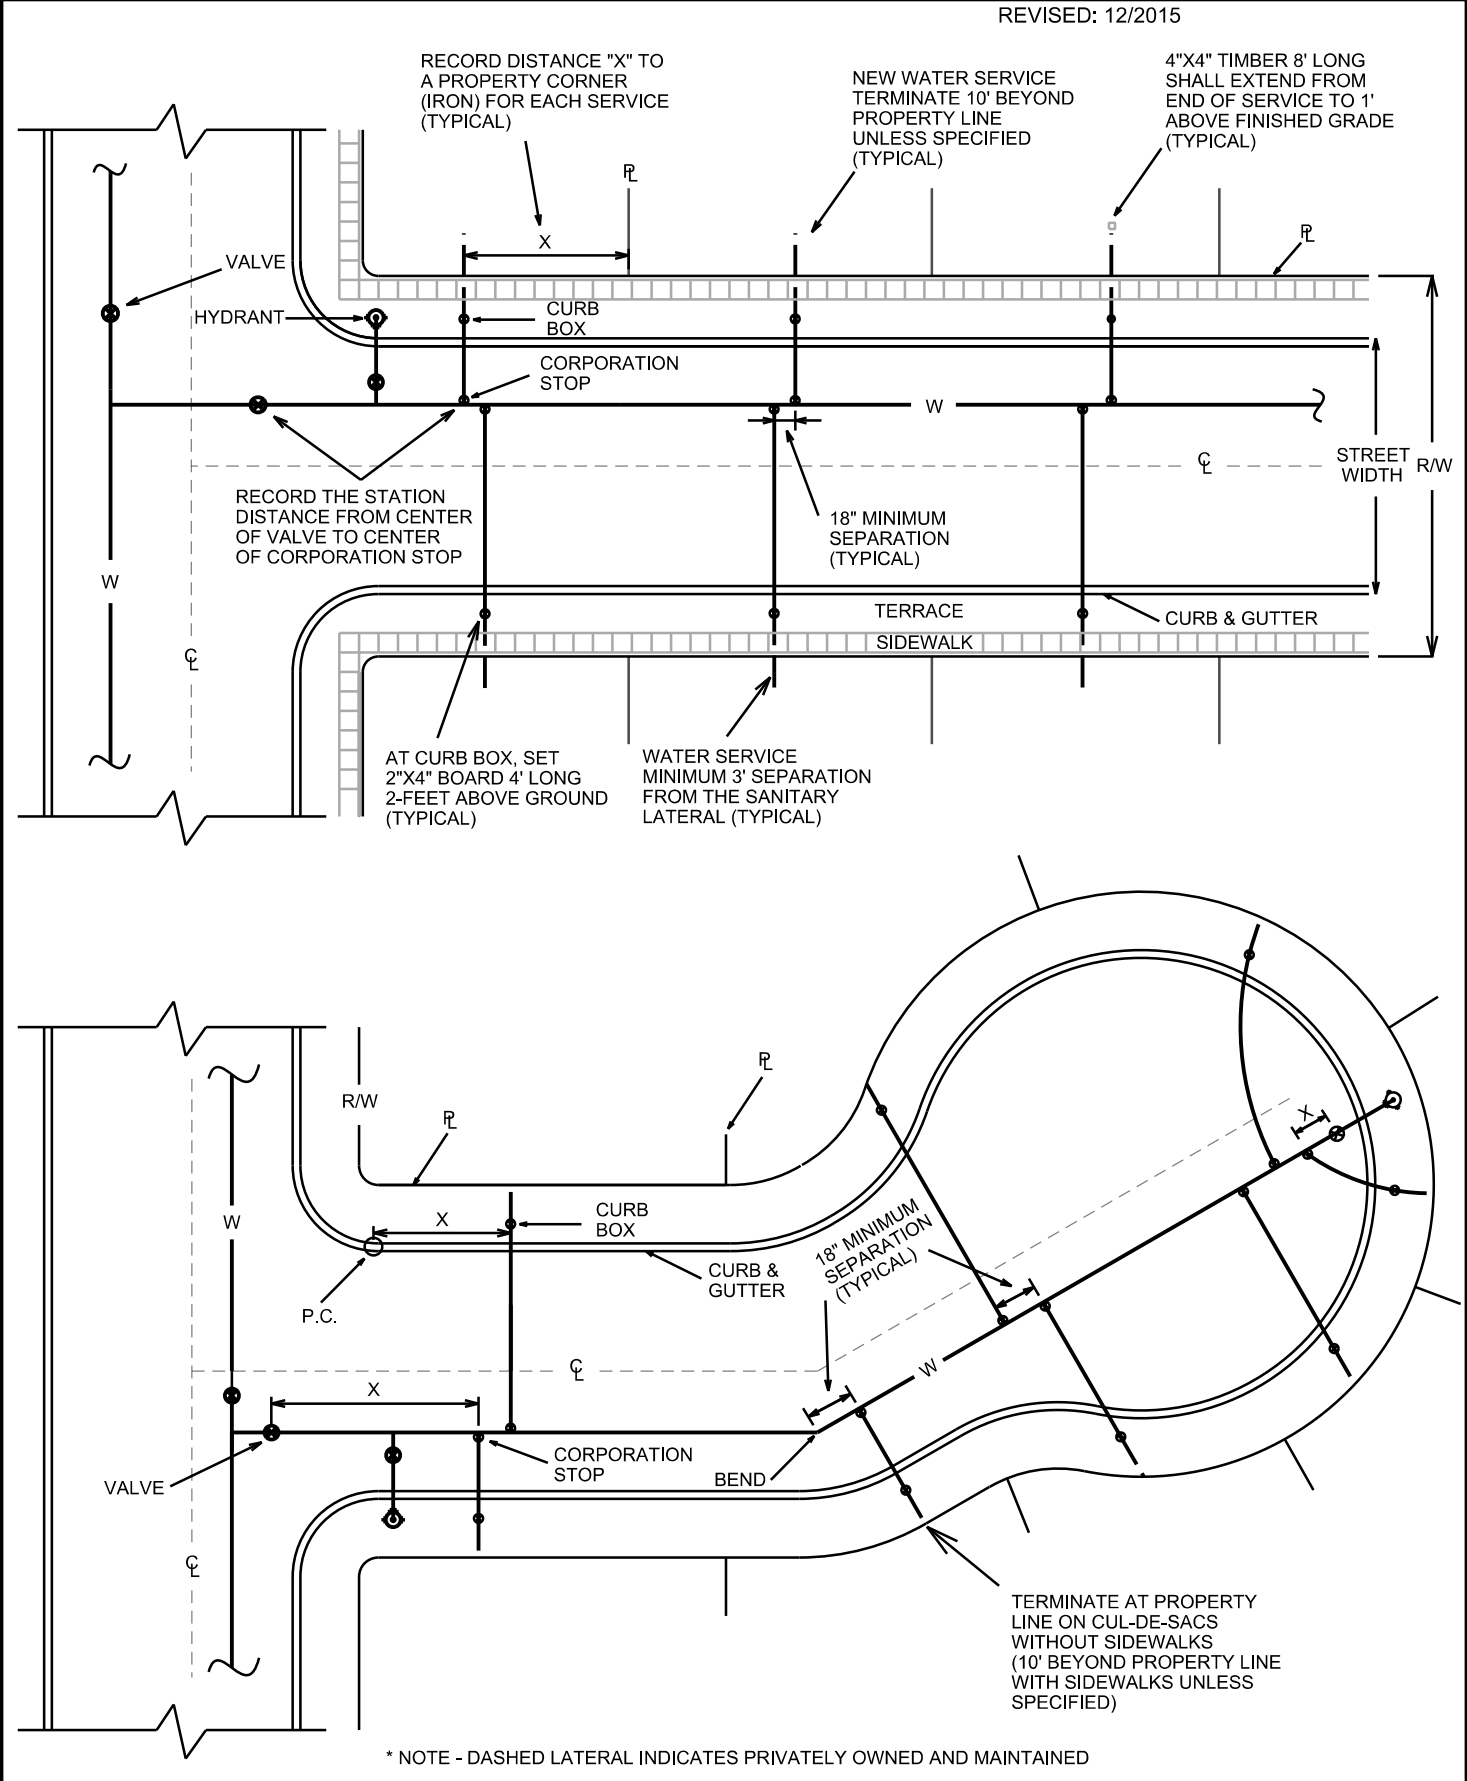 REVISED: 12/2015
RECORD DISTANCE "X" TO
A PROPERTY CORNER
(IRON) FOR EACH SERVICE
(TYPICAL)
NEW WATER SERVICE
TERMINATE 10' BEYOND
PROPERTY LINE
UNLESS SPECIFIED
(TYPICAL)
4"X4" TIMBER 8' LONG
SHALL EXTEND FROM
END OF SERVICE TO 1'
ABOVE FINISHED GRADE
(TYPICAL)
PL
X
PL
VALVE
HYDRANT
CURB
BOX
CORPORATION
STOP
W
CL
STREET
WIDTH
R/W
RECORD THE STATION
DISTANCE FROM CENTER
OF VALVE TO CENTER
OF CORPORATION STOP
18" MINIMUM
SEPARATION
(TYPICAL)
W
TERRACE
CURB & GUTTER
SIDEWALK
CL
AT CURB BOX, SET
2"X4" BOARD 4' LONG
2-FEET ABOVE GROUND
(TYPICAL)
WATER SERVICE
MINIMUM 3' SEPARATION
FROM THE SANITARY
LATERAL (TYPICAL)
R/W
PL
PL
X
W
X
CURB
BOX
CURB &
GUTTER
P.C.
18" MINIMUM
SEPARATION
(TYPICAL)
CL
W
X
CORPORATION
STOP
BEND
VALVE
CL
TERMINATE AT PROPERTY
LINE ON CUL-DE-SACS
WITHOUT SIDEWALKS
(10' BEYOND PROPERTY LINE
WITH SIDEWALKS UNLESS
SPECIFIED)
* NOTE - DASHED LATERAL INDICATES PRIVATELY OWNED AND MAINTAINED